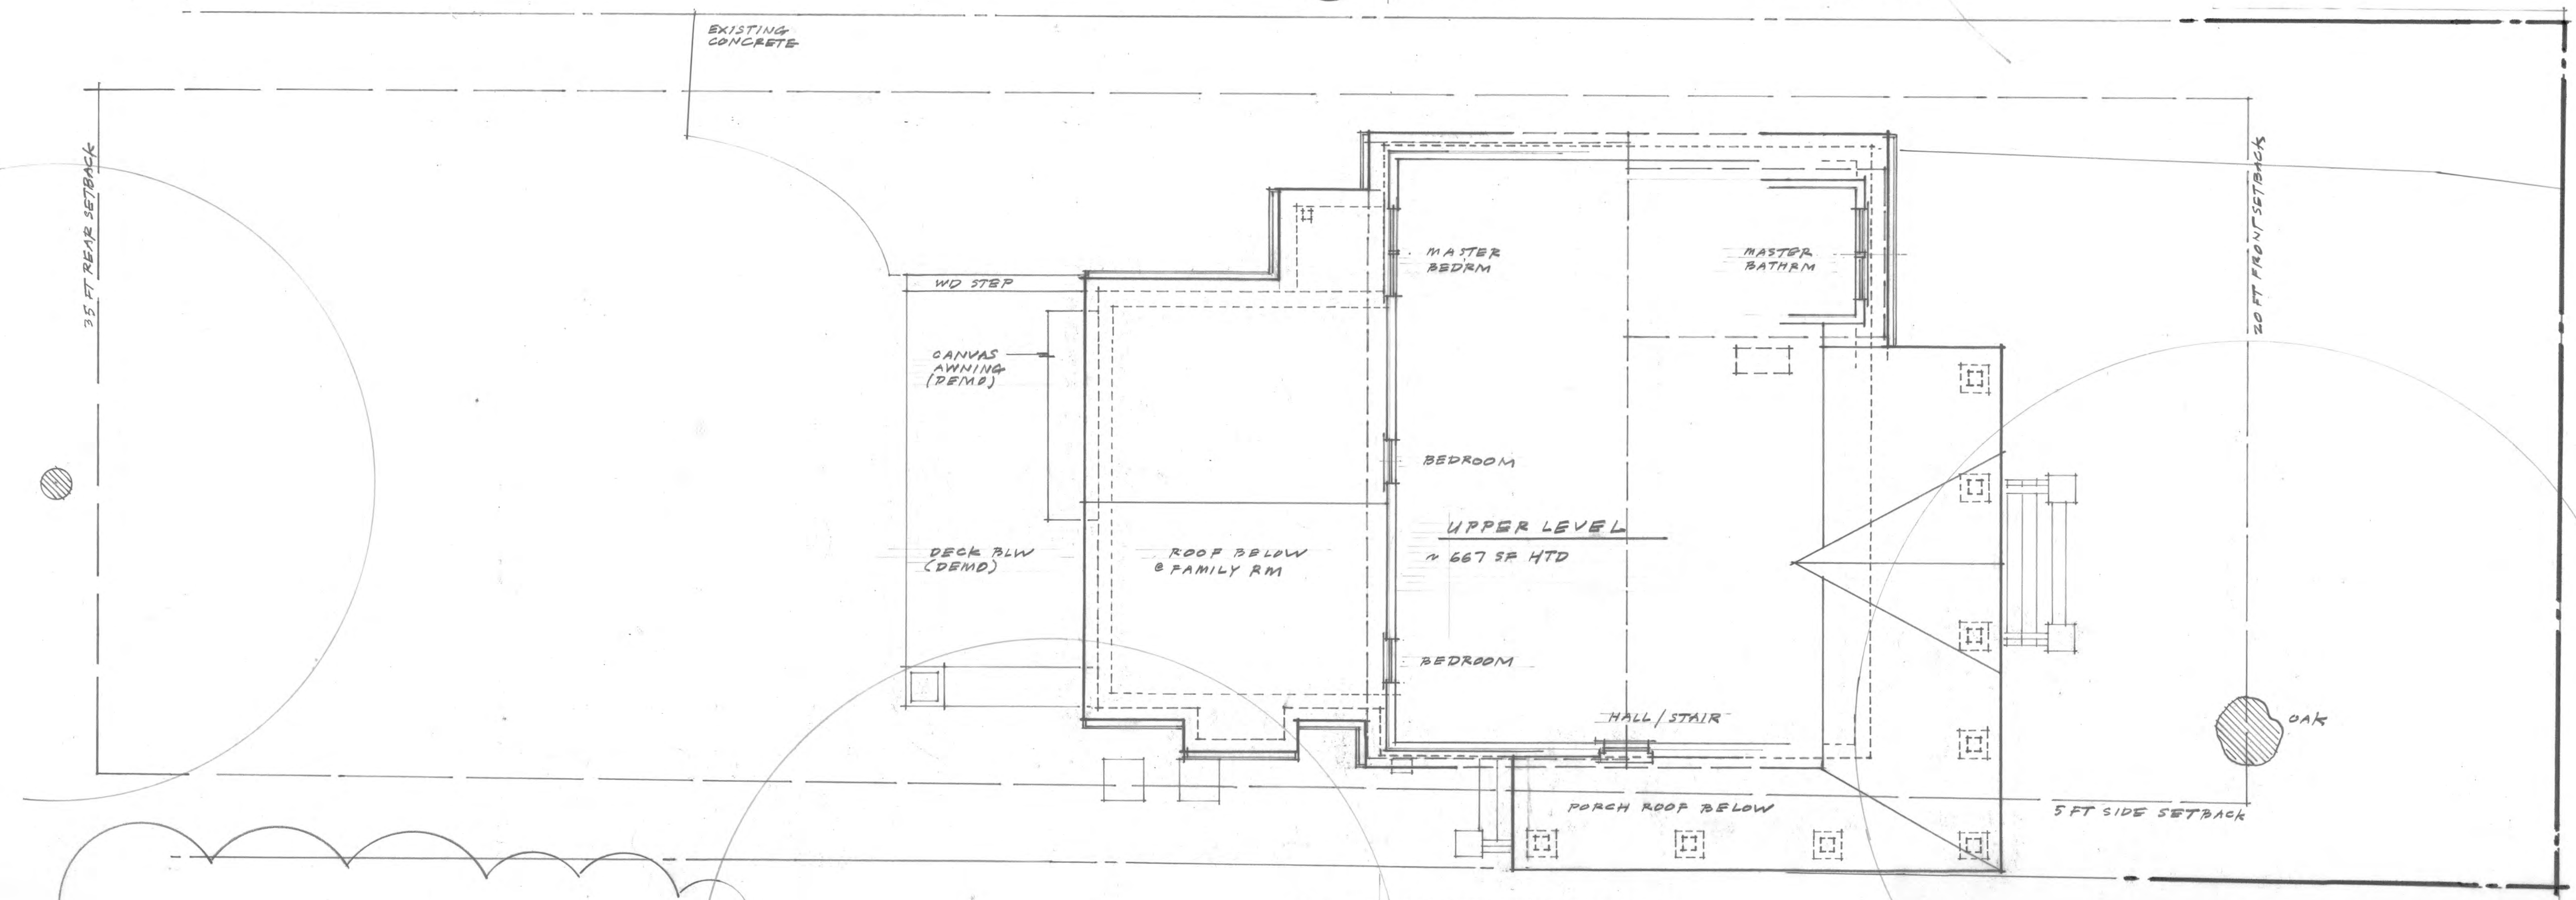 EXISTING
CONCRETE
35 FT REAR SETBACK
20 FT FRONT SETBACK
WD STEP
MASTER
BEDRM
MASTER
BATHRM
CANVAS
AWNING
(DEMO)
BEDROOM
UPPER LEVEL
~ 667 SF HTD
DECK BLW
(DEMO)
ROOF BELOW
@ FAMILY RM
BEDROOM
HALL/STAIR
OAK
PORCH ROOF BELOW
5 FT SIDE SETBACK